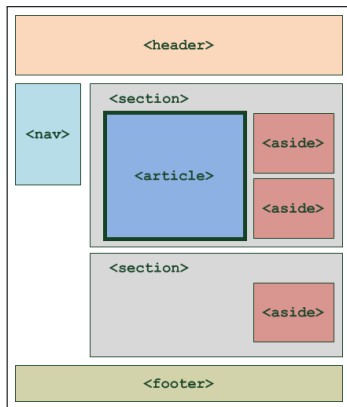 <header>
<section>
<nav>
<article>
<aside>
<aside>
<section>
<aside>
<footer>